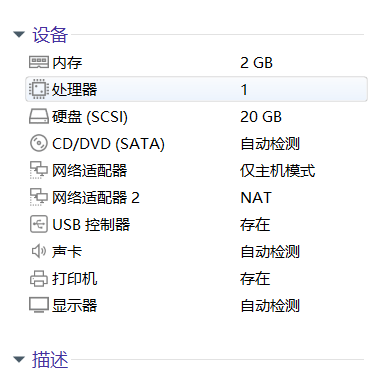 设备
内存 2 GB
处理器 1
硬盘 (SCSI) 20 GB
CD/DVD (SATA) 自动检测
网络适配器 仅主机模式
网络适配器 2 NAT
USB 控制器 存在
声卡 自动检测
打印机 存在
显示器 自动检测
描述